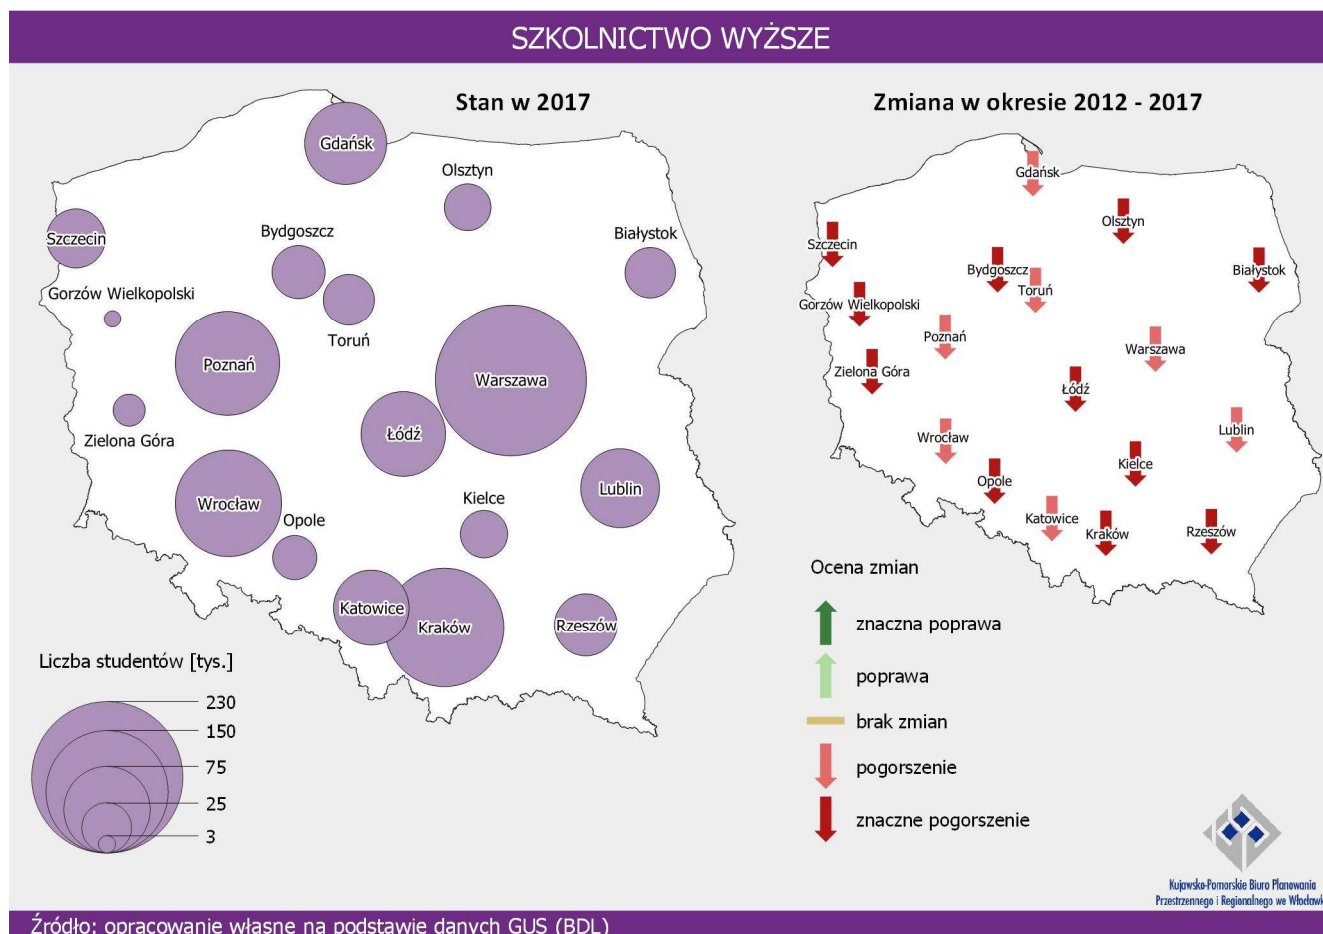 SZKOLNICTWO WYŻSZE
Stan w 2017
Gdańsk
Olsztyn
Szczecin
Bydgoszcz
Białystok
Gorzów Wielkopolski
Toruń
Poznań
Warszawa
Zielona Góra
Łódź
Wrocław
Lublin
Kielce
Opole
Katowice
Kraków
Rzeszów
Liczba studentów [tys.]
230
150
75
25
3
Zmiana w okresie 2012 - 2017
Gdańsk
Olsztyn
Szczecin
Bydgoszcz
Białystok
Toruń
Gorzów Wielkopolski
Poznań
Warszawa
Zielona Góra
Łódź
Wrocław
Lublin
Kielce
Opole
Katowice
Kraków
Rzeszów
Ocena zmian
znaczna poprawa
poprawa
brak zmian
pogorszenie
znaczne pogorszenie
Kujawsko-Pomorskie Biuro Planowania
Przestrzennego i Regionalnego we Włocławk
Źródło: opracowanie własne na podstawie danych GUS (BDL)